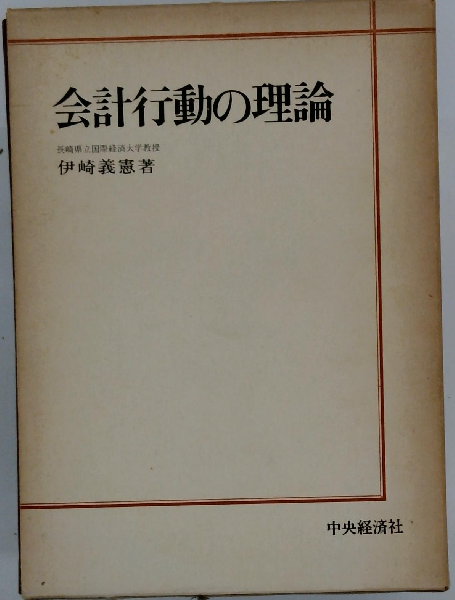 会計行動の理論
長崎県立国際経済大学教授
伊崎義憲著
中央経済社